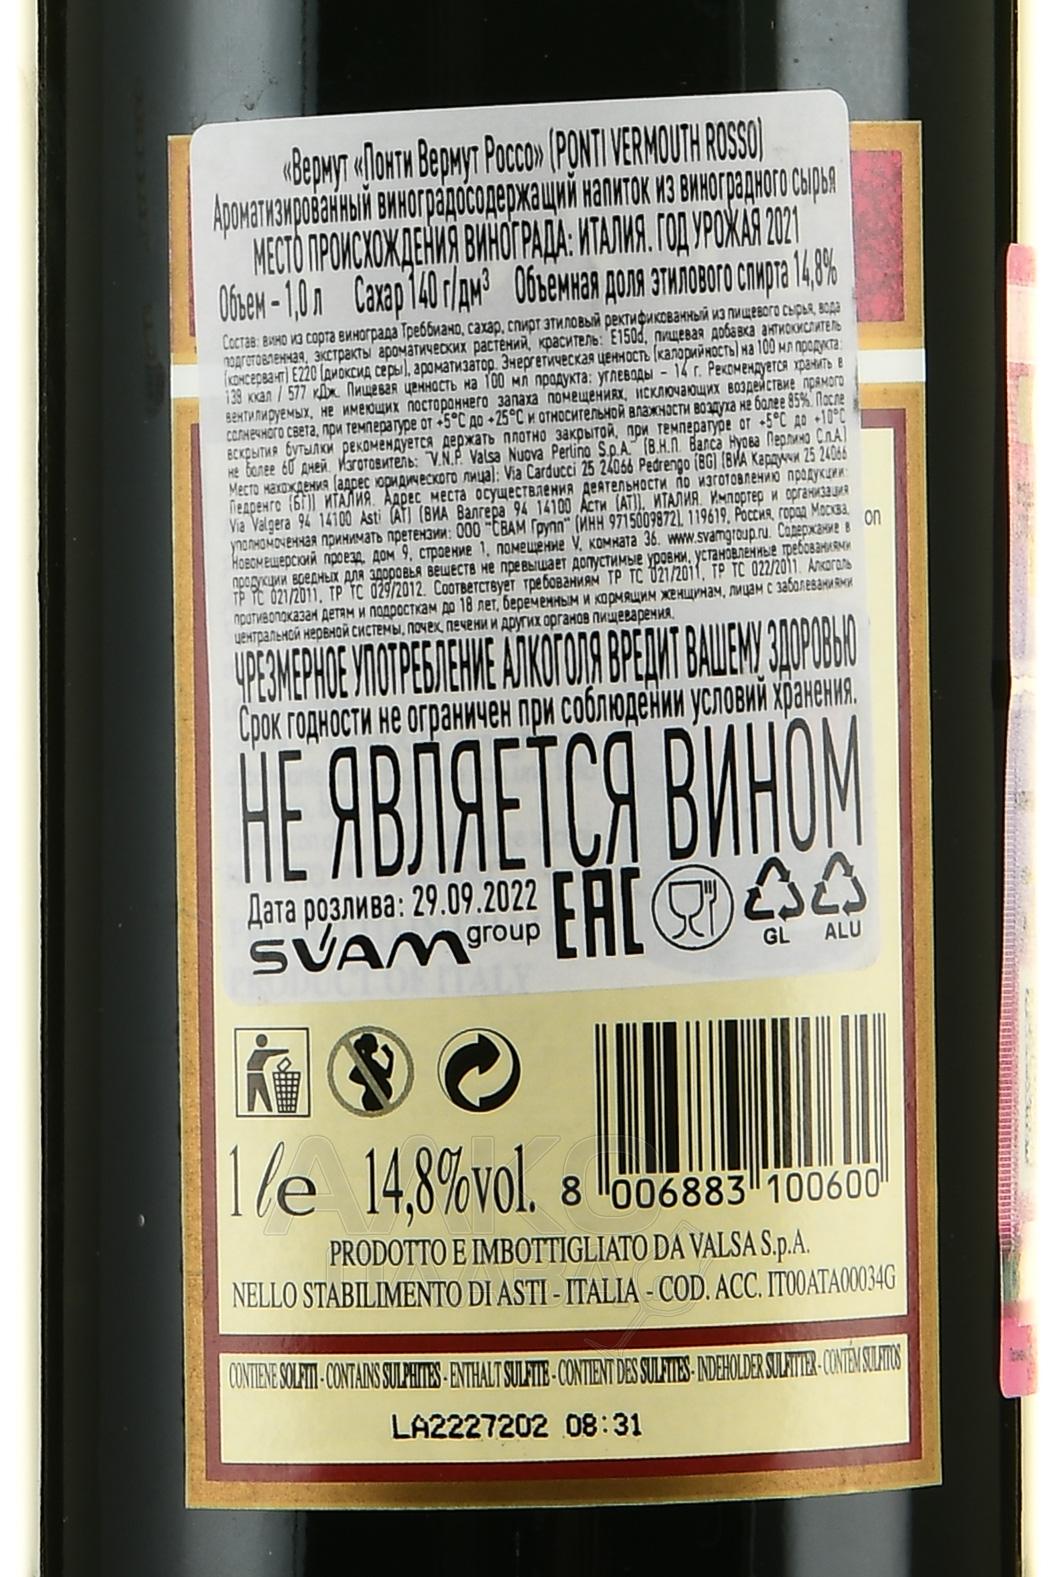 «Вермут «Понти Вермут Россо» (PONTI VERMOUTH ROSSO)
Ароматизированный виноградосодержащий напиток из виноградного сырья
МЕСТО ПРОИСХОЖДЕНИЯ ВИНОГРАДА: ИТАЛИЯ. ГОД УРОЖАЯ 2021
Объем – 1,0 л Сахар 140 г/дм³ Объемная доля этилового спирта 14,8%
Состав: вино из сорта винограда Треббиано, сахар, спирт этиловый ректификованный из пищевого сырья, вода
подготовленная, экстракты ароматических растений, краситель: E150d, пищевая добавка антиокислитель
(консервант) E220 (диоксид серы), ароматизатор. Энергетическая ценность (калорийность) на 100 мл продукта:
138 ккал / 577 кДж. Пищевая ценность на 100 мл продукта: углеводы – 14 г. Рекомендуется хранить в
вентилируемых, не имеющих постороннего запаха помещениях, исключающих воздействие прямого
солнечного света, при температуре от +5°C до +25°C и относительной влажности воздуха не более 85%. После
вскрытия бутылки рекомендуется держать плотно закрытой, при температуре от +5°C до +10°C
не более 60 дней. Изготовитель: "V.N.P. Valsa Nuova Perlino S.p.A." (В.Н.П. Валса Нуова Перлино С.п.А.)
Место нахождения (адрес юридического лица): Via Carducci 25 24066 Pedrengo (BG) (ВИА Кардуччи 25 24066
Педренго (БГ)) ИТАЛИЯ. Адрес места осуществления деятельности по изготовлению продукции:
Via Valgera 94 14100 Asti (AT) (ВИА Валгера 94 14100 Асти (АТ)), ИТАЛИЯ. Импортер и организация
уполномоченная принимать претензии: ООО "СВАМ Групп" (ИНН 9715009872), 119619, Россия, город Москва,
Новомещерский проезд, дом 9, строение 1, помещение V, комната 36. www.svamgroup.ru. Содержание в
продукции вредных для здоровья веществ не превышает допустимые уровни, установленные требованиями
ТР ТС 021/2011, ТР ТС 029/2012. Соответствует требованиям ТР ТС 021/2011, ТР ТС 022/2011. Алкоголь
противопоказан детям и подросткам до 18 лет, беременным и кормящим женщинам, лицам с заболеваниями
центральной нервной системы, почек, печени и других органов пищеварения.
ЧРЕЗМЕРНОЕ УПОТРЕБЛЕНИЕ АЛКОГОЛЯ ВРЕДИТ ВАШЕМУ ЗДОРОВЬЮ
Срок годности не ограничен при соблюдении условий хранения.
НЕ ЯВЛЯЕТСЯ ВИНОМ
Дата розлива: 29.09.2022
SVAM group EAC GL ALU
PRODUCT OF ITALY
1 le 14,8%vol. 8 006883 100600
PRODOTTO E IMBOTTIGLIATO DA VALSA S.p.A.
NELLO STABILIMENTO DI ASTI - ITALIA - COD. ACC. IT00ATA00034G
CONTIENE SOLFITI - CONTAINS SULPHITES - ENTHALT SULFITE - CONTIENT DES SULFITES - INDEHOLDER SULFITTER - CONTÉM SULFITOS
LA2227202 08:31